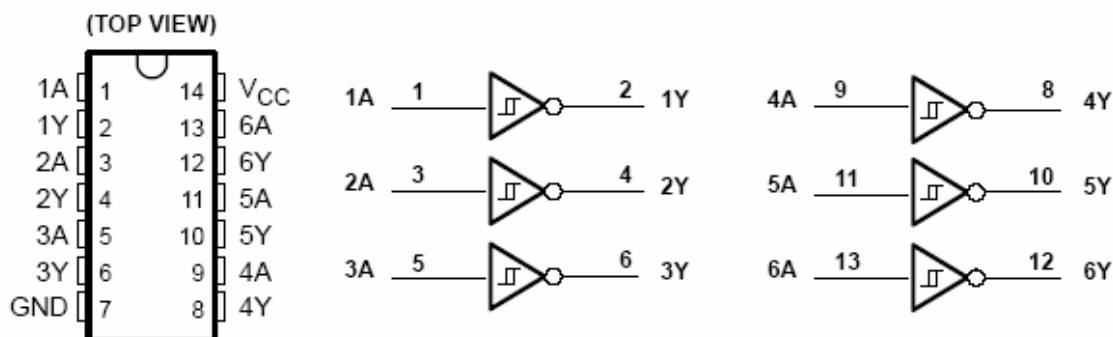 (TOP VIEW)
1A 1 14 VCC
1Y 2 13 6A
2A 3 12 6Y
2Y 4 11 5A
3A 5 10 5Y
3Y 6 9 4A
GND 7 8 4Y
1A 1 2 1Y
2A 3 4 2Y
3A 5 6 3Y
4A 9 8 4Y
5A 11 10 5Y
6A 13 12 6Y